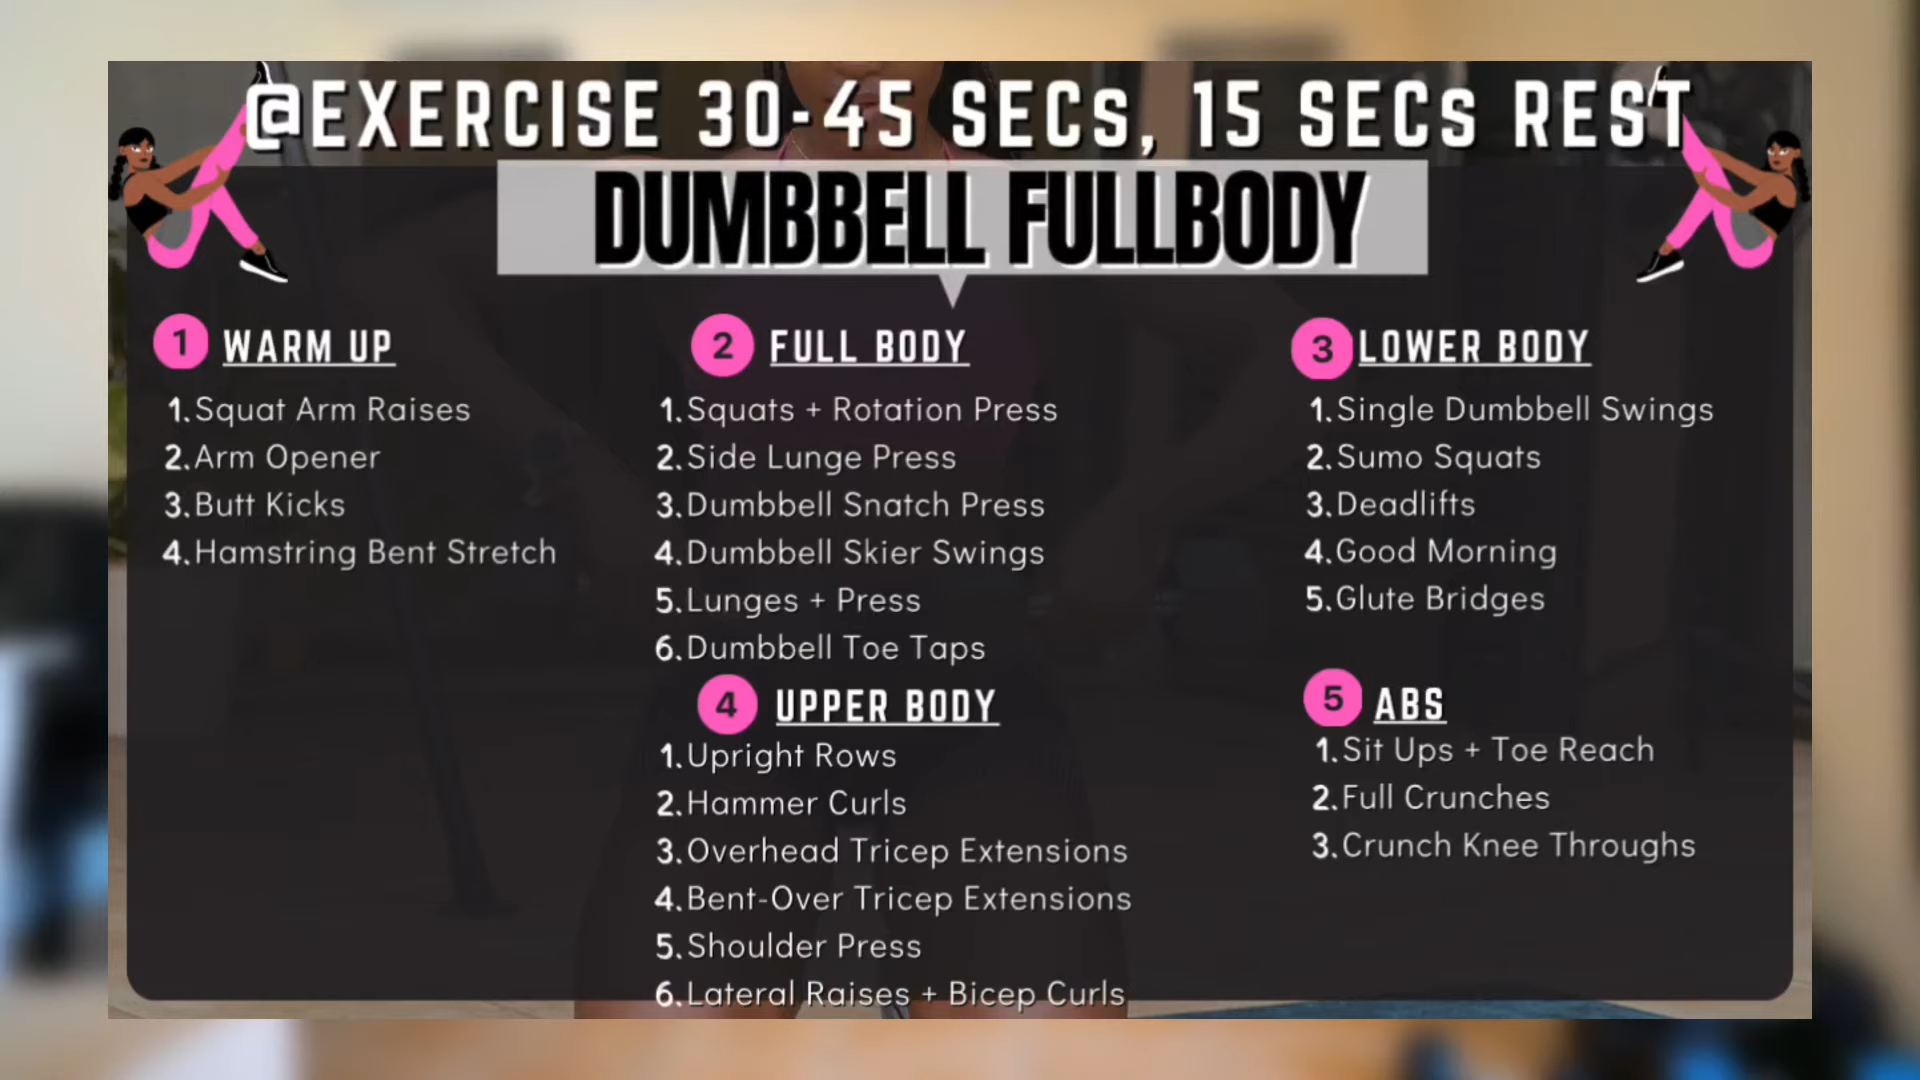 @EXERCISE 30-45 SECs, 15 SECs REST
DUMBBELL FULLBODY
1 WARM UP
1. Squat Arm Raises
2. Arm Opener
3. Butt Kicks
4. Hamstring Bent Stretch
2 FULL BODY
1. Squats + Rotation Press
2. Side Lunge Press
3. Dumbbell Snatch Press
4. Dumbbell Skier Swings
5. Lunges + Press
6. Dumbbell Toe Taps
3 LOWER BODY
1. Single Dumbbell Swings
2. Sumo Squats
3. Deadlifts
4. Good Morning
5. Glute Bridges
4 UPPER BODY
1. Upright Rows
2. Hammer Curls
3. Overhead Tricep Extensions
4. Bent-Over Tricep Extensions
5. Shoulder Press
6. Lateral Raises + Bicep Curls
5 ABS
1. Sit Ups + Toe Reach
2. Full Crunches
3. Crunch Knee Throughs